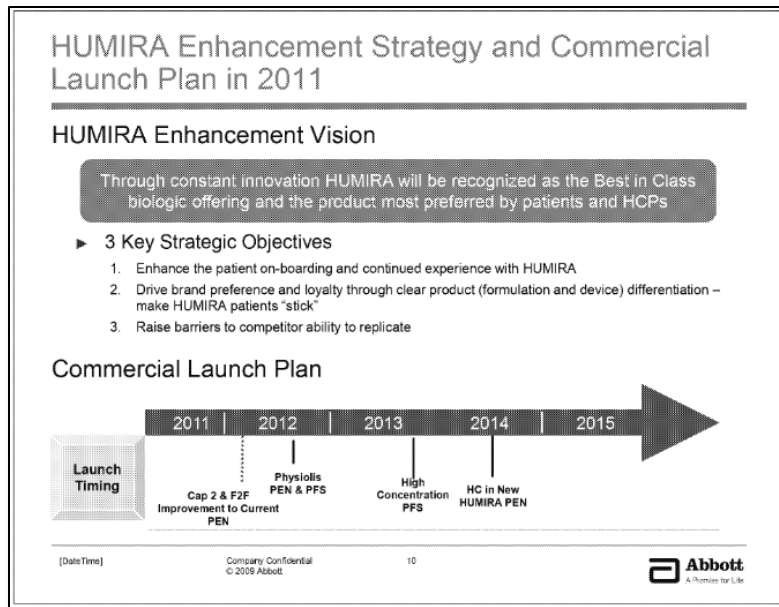 HUMIRA Enhancement Strategy and Commercial
Launch Plan in 2011
HUMIRA Enhancement Vision
Through constant innovation HUMIRA will be recognized as the Best in Class
biologic offering and the product most preferred by patients and HCPs
► 3 Key Strategic Objectives
1. Enhance the patient on-boarding and continued experience with HUMIRA
2. Drive brand preference and loyalty through clear product (formulation and device) differentiation –
make HUMIRA patients “stick”
3. Raise barriers to competitor ability to replicate
Commercial Launch Plan
2011 2012 2013 2014 2015
Launch
Timing
Cap 2 & F2F
Improvement to Current
PEN
Physiolis
PEN & PFS
High
Concentration
PFS
HC in New
HUMIRA PEN
[DateTime]
Company Confidential
© 2009 Abbott
10
Abbott
A Promise for Life